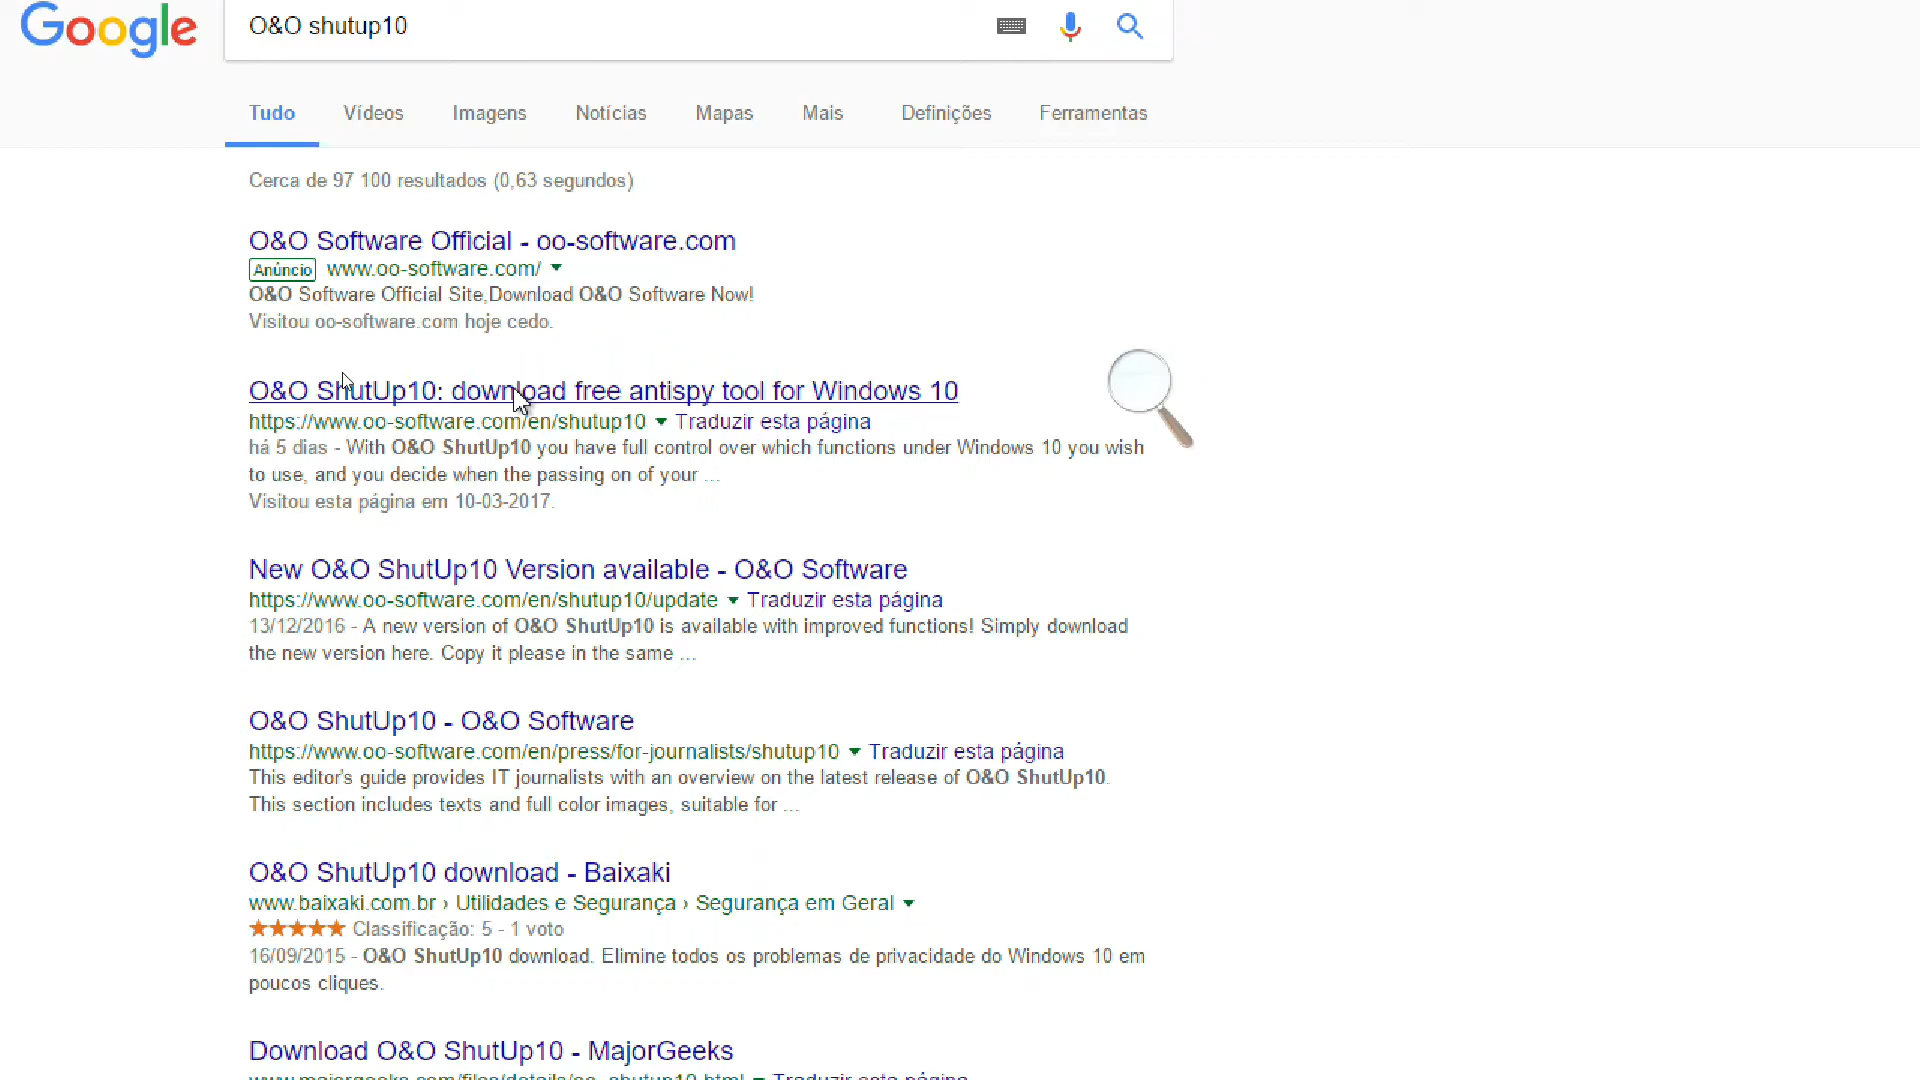 Google
O&O shutup10
Tudo Vídeos Imagens Notícias Mapas Mais Definições Ferramentas
Cerca de 97 100 resultados (0,63 segundos)
O&O Software Official - oo-software.com
Anúncio www.oo-software.com/
O&O Software Official Site,Download O&O Software Now!
Visitou oo-software.com hoje cedo.
O&O ShutUp10: download free antispy tool for Windows 10
https://www.oo-software.com/en/shutup10 Traduzir esta página
há 5 dias - With O&O ShutUp10 you have full control over which functions under Windows 10 you wish
to use, and you decide when the passing on of your ...
Visitou esta página em 10-03-2017.
New O&O ShutUp10 Version available - O&O Software
https://www.oo-software.com/en/shutup10/update Traduzir esta página
13/12/2016 - A new version of O&O ShutUp10 is available with improved functions! Simply download
the new version here. Copy it please in the same ...
O&O ShutUp10 - O&O Software
https://www.oo-software.com/en/press/for-journalists/shutup10 Traduzir esta página
This editor's guide provides IT journalists with an overview on the latest release of O&O ShutUp10.
This section includes texts and full color images, suitable for ...
O&O ShutUp10 download - Baixaki
www.baixaki.com.br › Utilidades e Segurança › Segurança em Geral
Classificação: 5 - 1 voto
16/09/2015 - O&O ShutUp10 download. Elimine todos os problemas de privacidade do Windows 10 em
poucos cliques.
Download O&O ShutUp10 - MajorGeeks
www.majorgeeks.com/files/details/oo_shutup10.html Traduzir esta página